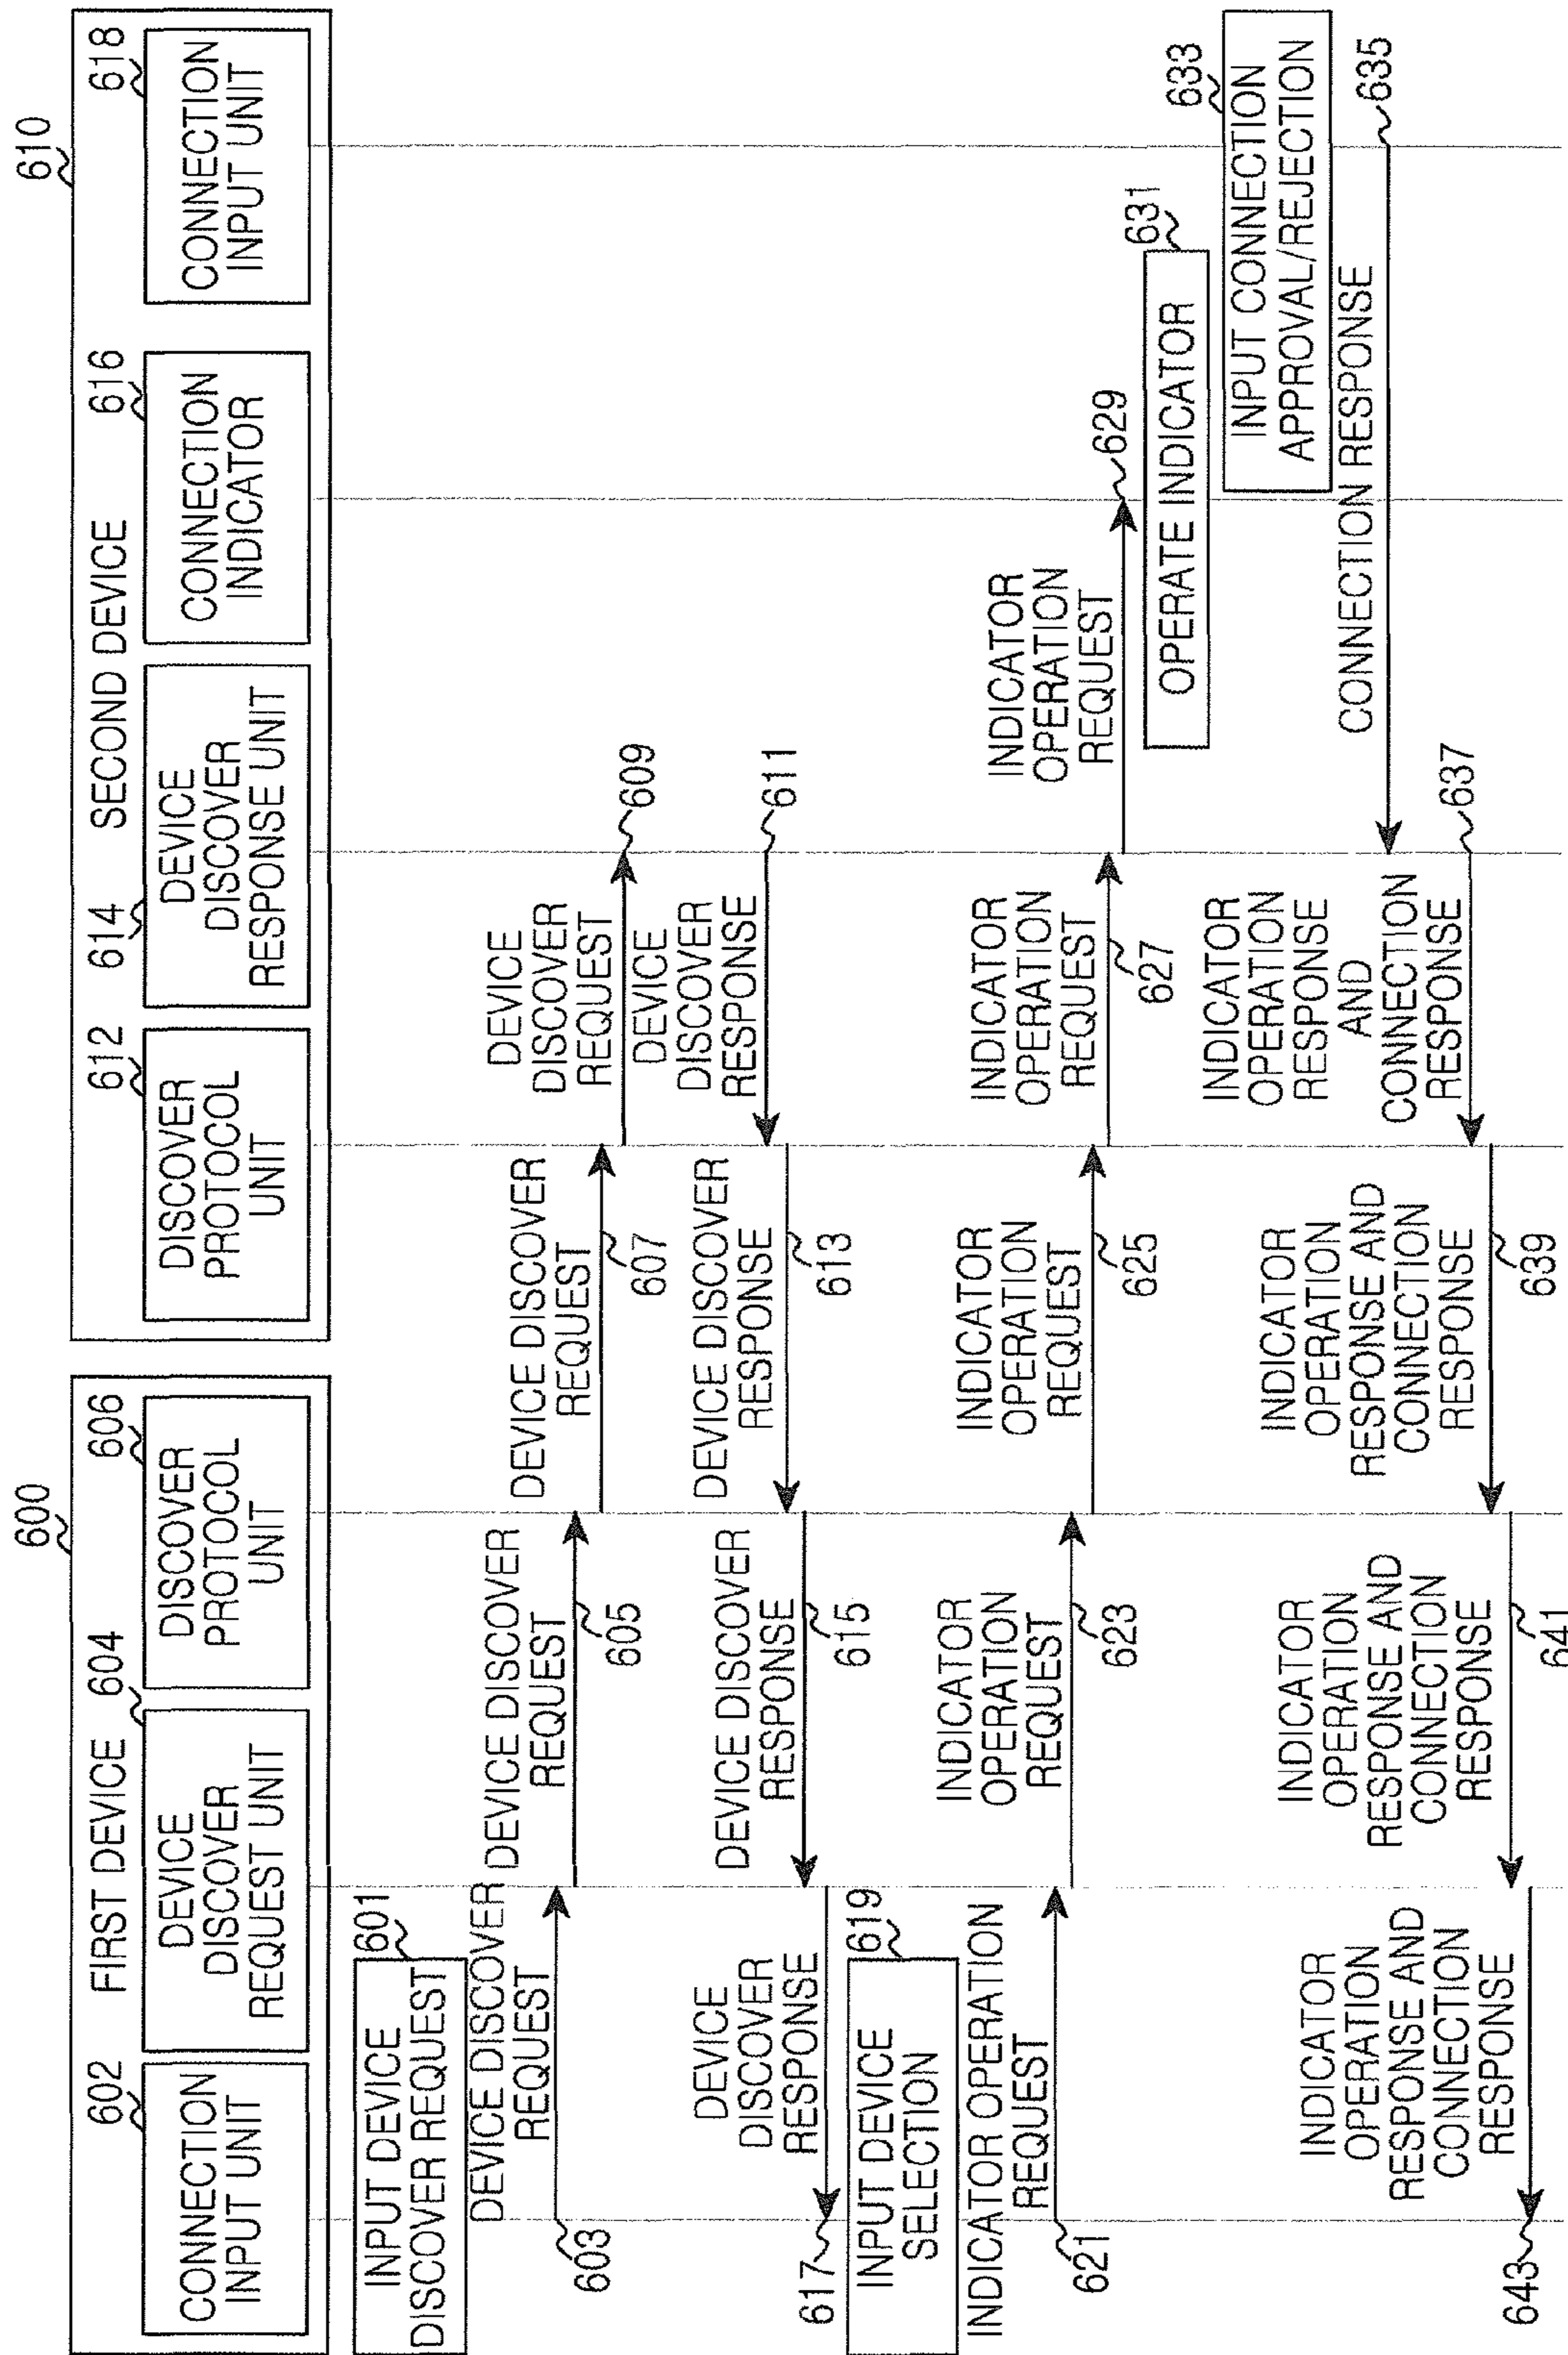 600
610
FIRST DEVICE
SECOND DEVICE
602
604
606
612
614
616
618
CONNECTION
INPUT UNIT
DEVICE
DISCOVER
REQUEST UNIT
DISCOVER
PROTOCOL
UNIT
DISCOVER
PROTOCOL
UNIT
DEVICE
DISCOVER
RESPONSE UNIT
CONNECTION
INDICATOR
CONNECTION
INPUT UNIT
INPUT DEVICE
DISCOVER REQUEST
601
DEVICE DISCOVER
REQUEST
603
DEVICE DISCOVER
REQUEST
605
DEVICE DISCOVER
REQUEST
607
DEVICE
DISCOVER
REQUEST
609
DEVICE
DISCOVER
RESPONSE
611
DEVICE DISCOVER
RESPONSE
613
DEVICE DISCOVER
RESPONSE
615
DEVICE
DISCOVER
RESPONSE
617
INPUT DEVICE
SELECTION
619
INDICATOR OPERATION
REQUEST
621
INDICATOR
OPERATION
REQUEST
623
INDICATOR
OPERATION
REQUEST
625
INDICATOR
OPERATION
REQUEST
627
INDICATOR
OPERATION
REQUEST
629
OPERATE INDICATOR
631
INPUT CONNECTION
APPROVAL/REJECTION
633
CONNECTION RESPONSE
635
INDICATOR
OPERATION
RESPONSE
AND
CONNECTION
RESPONSE
637
INDICATOR
OPERATION
RESPONSE AND
CONNECTION
RESPONSE
639
INDICATOR
OPERATION
RESPONSE AND
CONNECTION
RESPONSE
641
INDICATOR
OPERATION
RESPONSE AND
CONNECTION
RESPONSE
643